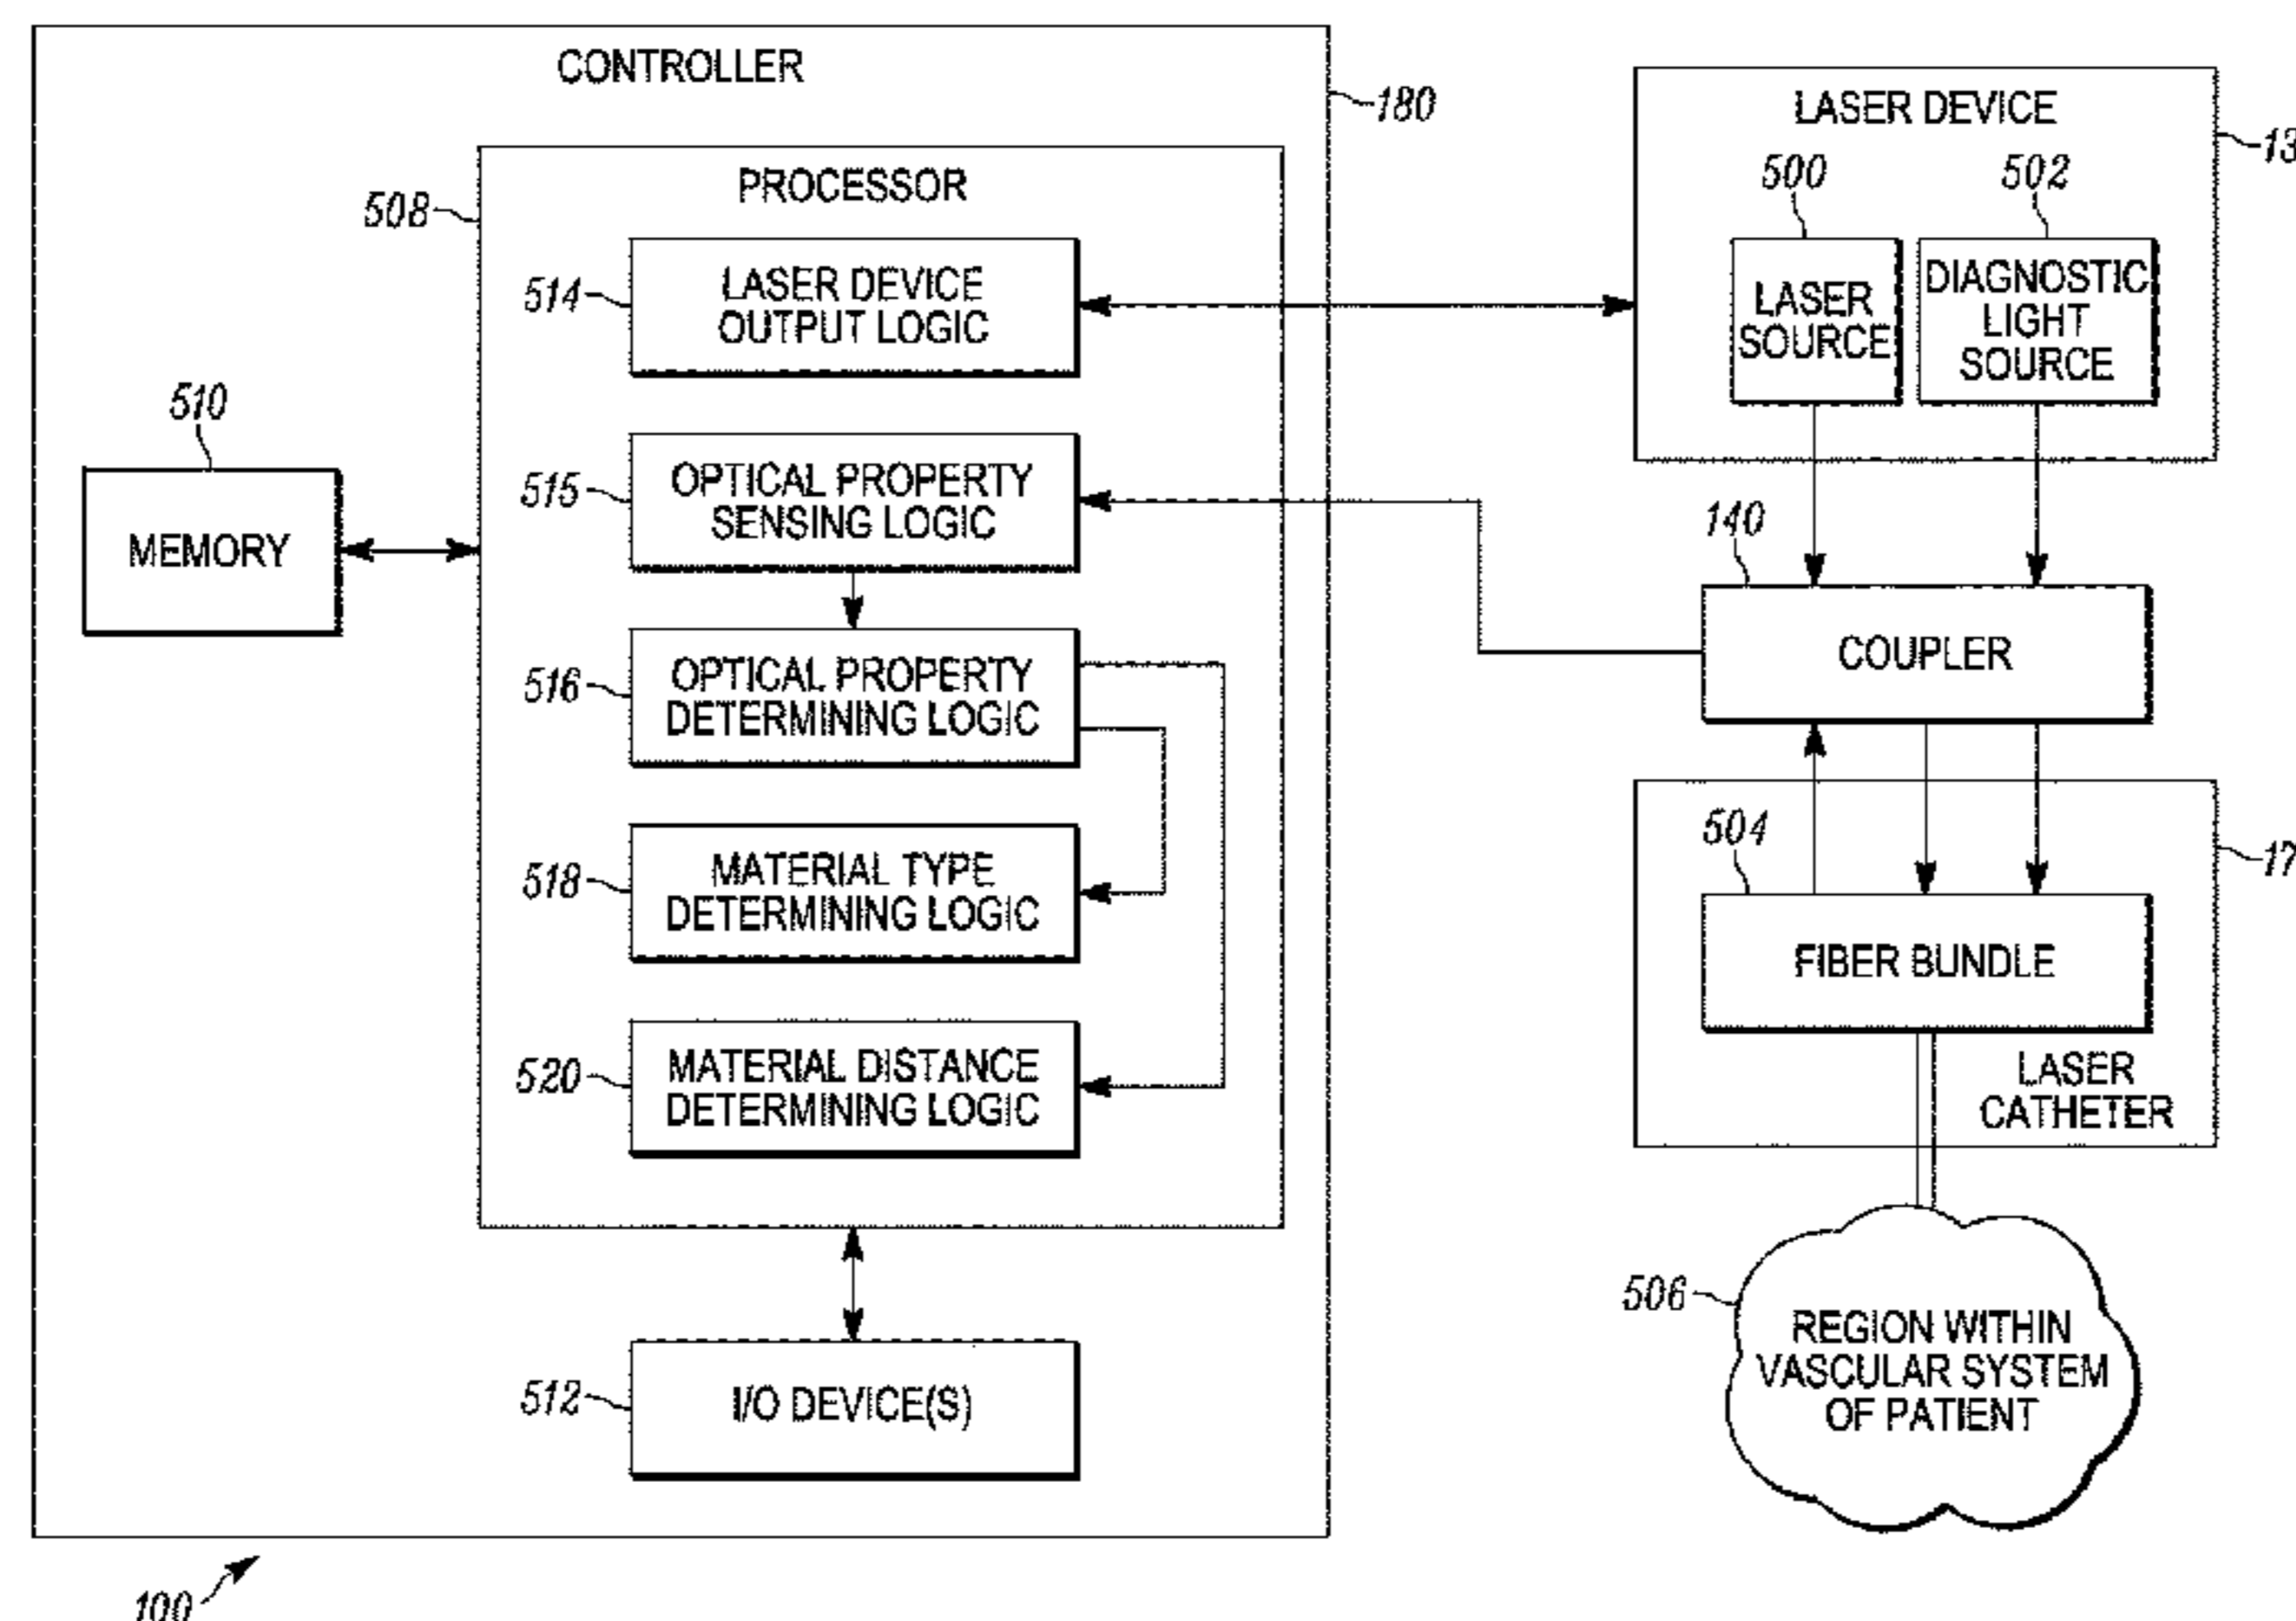 CONTROLLER
180
PROCESSOR
508
514
LASER DEVICE
OUTPUT LOGIC
510
MEMORY
515
OPTICAL PROPERTY
SENSING LOGIC
516
OPTICAL PROPERTY
DETERMINING LOGIC
518
MATERIAL TYPE
DETERMINING LOGIC
520
MATERIAL DISTANCE
DETERMINING LOGIC
512
I/O DEVICE(S)
100
LASER DEVICE
13
500
502
LASER
SOURCE
DIAGNOSTIC
LIGHT
SOURCE
140
COUPLER
17
504
FIBER BUNDLE
LASER
CATHETER
506
REGION WITHIN
VASCULAR SYSTEM
OF PATIENT